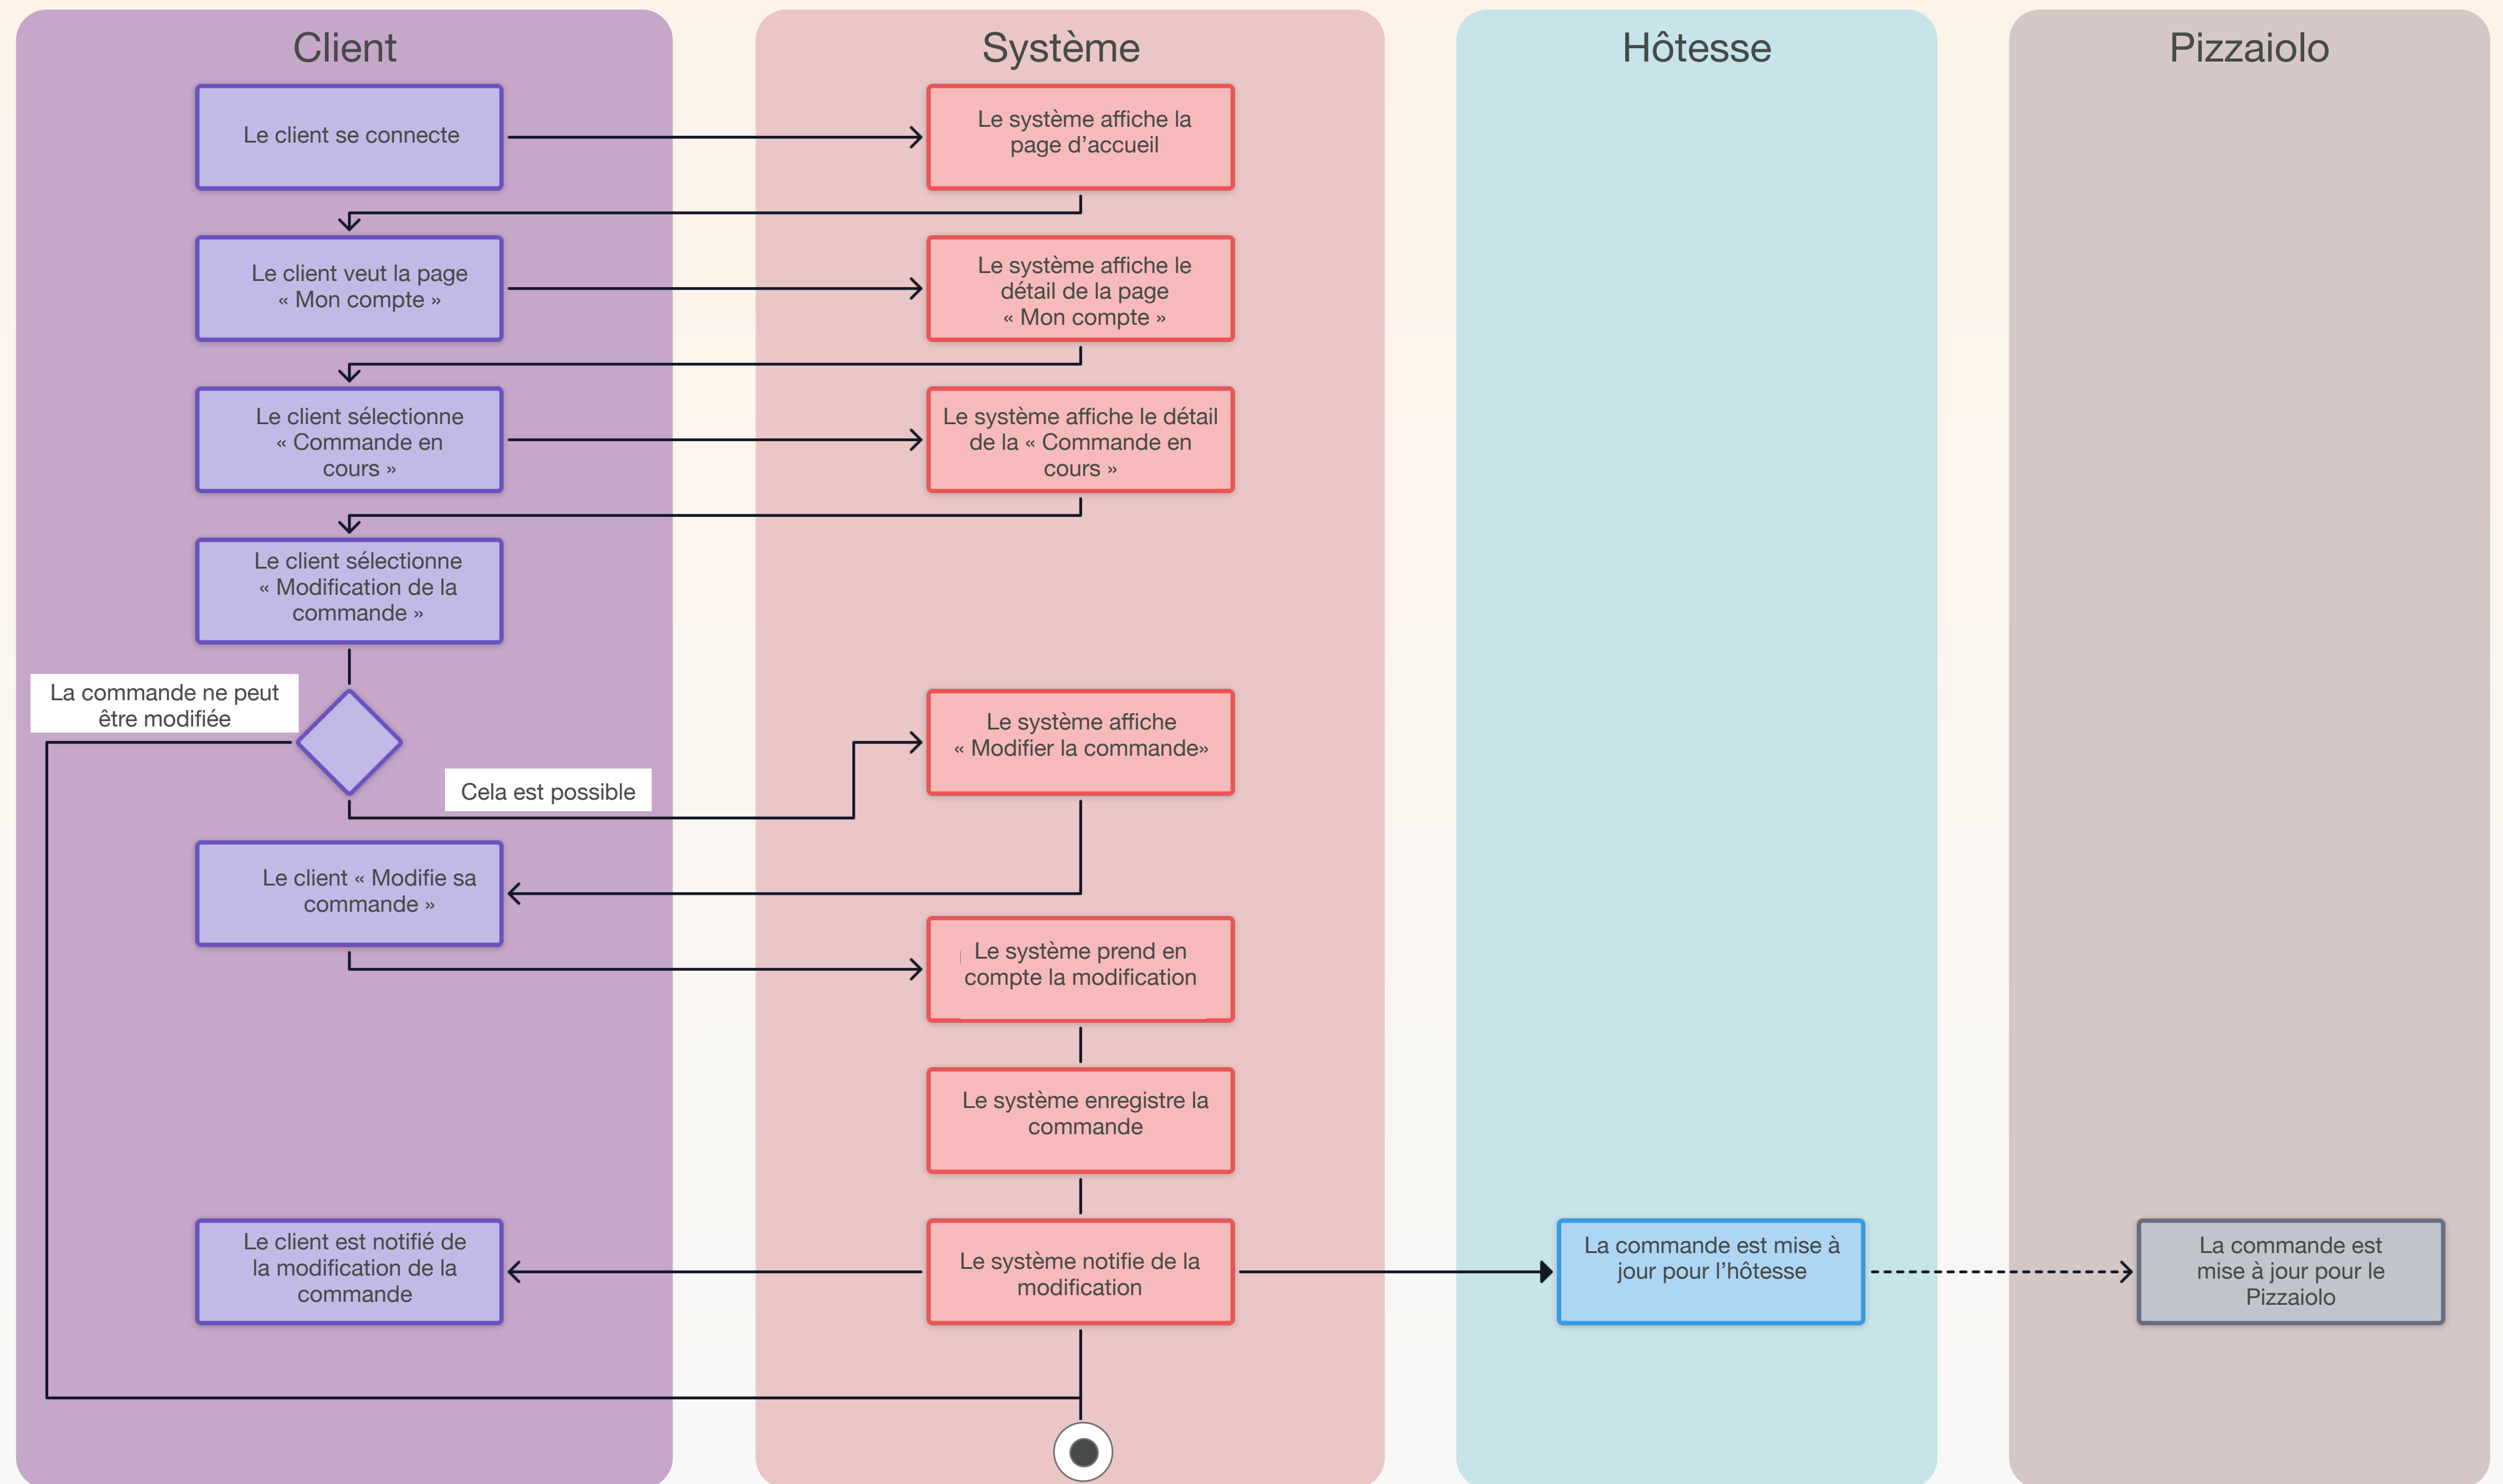 Client
Système
Hôtesse
Pizzaiolo
Le client se connecte
Le système affiche la
page d’accueil
Le client veut la page
« Mon compte »
Le système affiche le
détail de la page
« Mon compte »
Le client sélectionne
« Commande en
cours »
Le système affiche le détail
de la « Commande en
cours »
Le client sélectionne
« Modification de la
commande »
La commande ne peut
être modifiée
Cela est possible
Le système affiche
« Modifier la commande»
Le client « Modifie sa
commande »
Le système prend en
compte la modification
Le système enregistre la
commande
Le client est notifié de
la modification de la
commande
Le système notifie de la
modification
La commande est mise à
jour pour l’hôtesse
La commande est
mise à jour pour le
Pizzaiolo